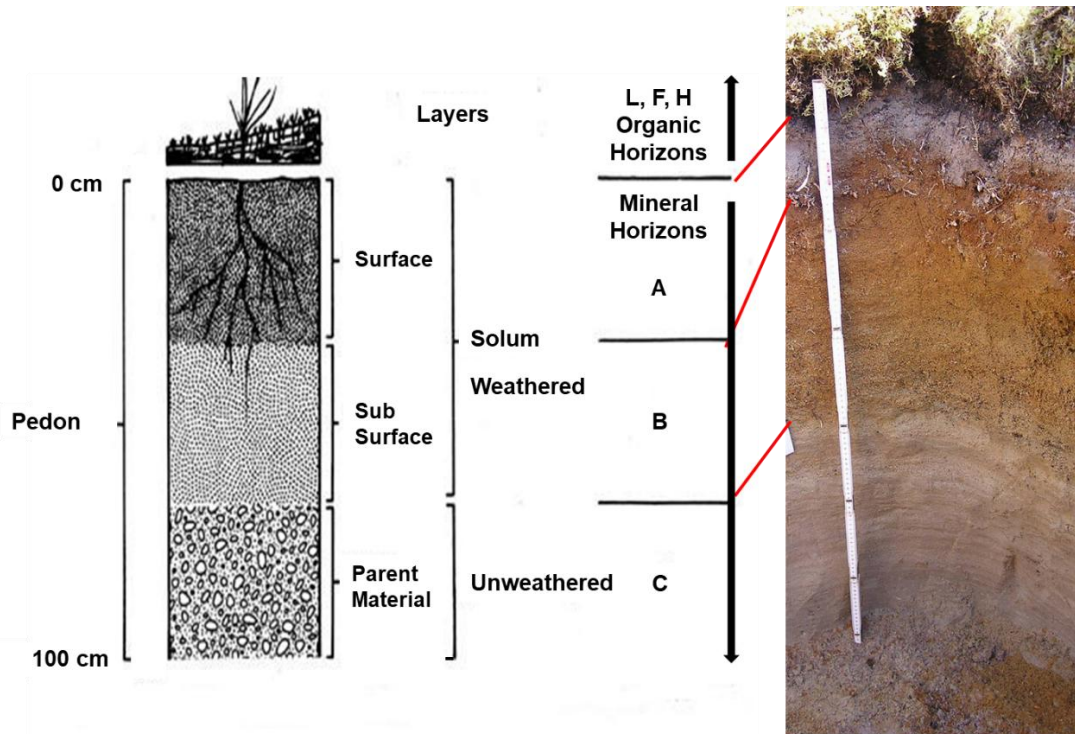 Layers
L, F, H
Organic
Horizons
0 cm
Mineral
Horizons
Surface
A
Solum
Weathered
Pedon
Sub
Surface
B
Parent
Material
Unweathered
C
100 cm